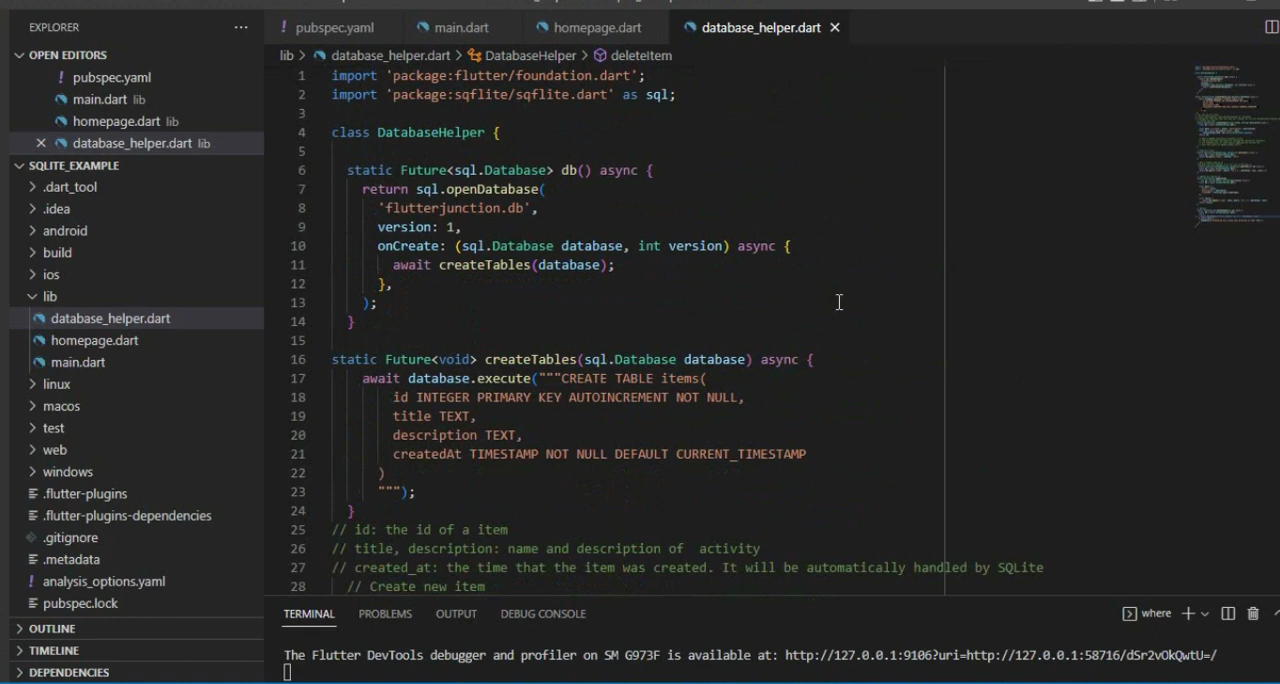 EXPLORER
...
OPEN EDITORS
! pubspec.yaml
main.dart lib
homepage.dart lib
× database_helper.dart lib
SQLITE_EXAMPLE
> .dart_tool
> .idea
> android
> build
> ios
lib
database_helper.dart
homepage.dart
main.dart
> linux
> macos
> test
> web
> windows
.flutter-plugins
.flutter-plugins-dependencies
.gitignore
.metadata
! analysis_options.yaml
pubspec.lock
> OUTLINE
> TIMELINE
> DEPENDENCIES
! pubspec.yaml main.dart homepage.dart database_helper.dart ×
lib > database_helper.dart > DatabaseHelper > deleteItem
1 import 'package:flutter/foundation.dart';
2 import 'package:sqflite/sqflite.dart' as sql;
3
4 class DatabaseHelper {
5
6 static Future<sql.Database> db() async {
7 return sql.openDatabase(
8 'flutterjunction.db',
9 version: 1,
10 onCreate: (sql.Database database, int version) async {
11 await createTables(database);
12 },
13 );
14 }
15
16 static Future<void> createTables(sql.Database database) async {
17 await database.execute("""CREATE TABLE items(
18 id INTEGER PRIMARY KEY AUTOINCREMENT NOT NULL,
19 title TEXT,
20 description TEXT,
21 createdAt TIMESTAMP NOT NULL DEFAULT CURRENT_TIMESTAMP
22 )
23 """);
24 }
25 // id: the id of a item
26 // title, description: name and description of  activity
27 // created_at: the time that the item was created. It will be automatically handled by SQLite
28 // Create new item
TERMINAL PROBLEMS OUTPUT DEBUG CONSOLE
where
The Flutter DevTools debugger and profiler on SM G973F is available at: http://127.0.0.1:9106?uri=http://127.0.0.1:58716/dSr2vOkQwtU=/